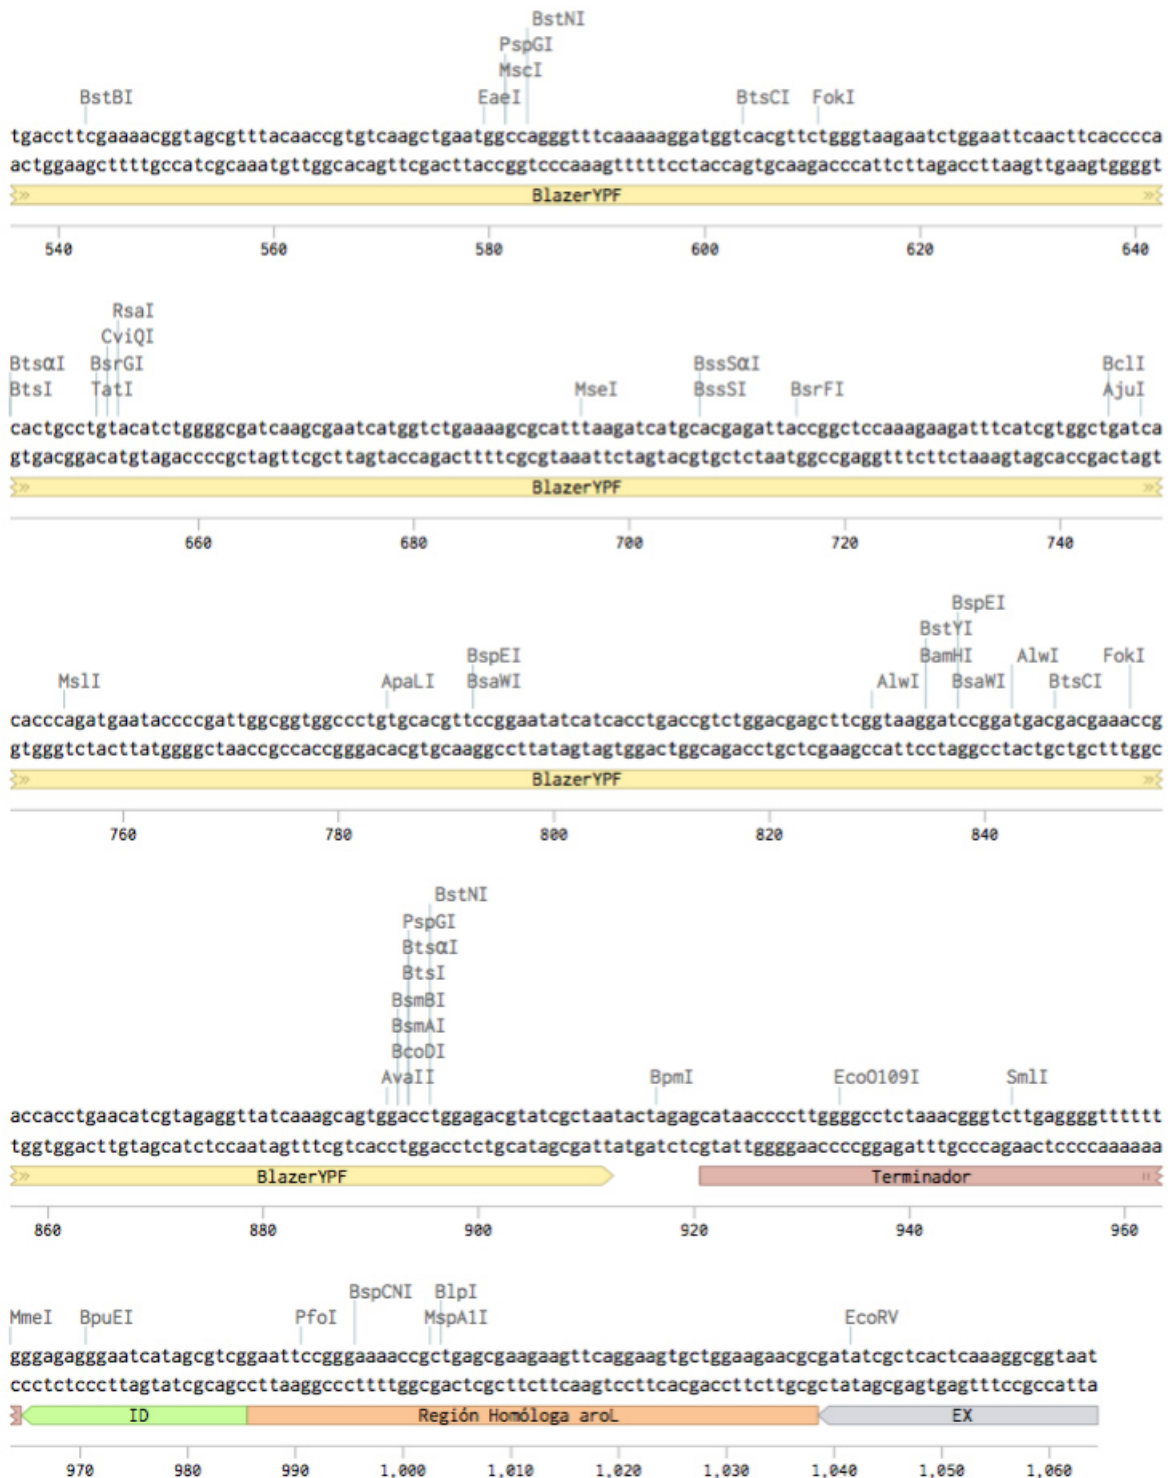 BstNI
PspGI
MscI
BstBI EaeI BtsCI FokI
tgaccttcgaaaacggtagcgtttacaaccgtgtcaagctgaatggccagggtttcaaaaaggatggtcacgttctgggtaagaatctggaattcaacttcacccca
actggaagcttttgccatcgcaaatgttggcacagttcgacttaccggtcccaaagtttttcctaccagtgcaagacccattcttagaccttaagttgaagtggggt
BlazerYPF
540 560 580 600 620 640
RsaI
CviQI
BtsαI BsrGI BssSαI BclI
BtsI TatI MseI BssSI BsrFI AjuI
cactgcctgtacatctggggcgatcaagcgaatcatggtctgaaaagcgcatttaagatcatgcacgagattaccggctccaaagaagatttcatcgtggctgatca
gtgacggacatgtagaccccgctagttcgcttagtaccagacttttcgcgtaaattctagtacgtgctctaatggccgaggtttcttctaaagtagcaccgactagt
BlazerYPF
660 680 700 720 740
BspEI
BstYI
BspEI BamHI AlwI FokI
MslI ApaLI BsaWI AlwI BsaWI BtsCI
cacccagatgaataccccgattggcggtggccctgtgcacgttccggaatatcatcacctgaccgtctggacgagcttcggtaaggatccggatgacgacgaaaccg
gtgggtctacttatggggctaaccgccaccgggacacgtgcaaggccttatagtagtggactggcagacctgctcgaagccattcctaggcctactgctgctttggc
BlazerYPF
760 780 800 820 840
BstNI
PspGI
BtsαI
BtsI
BsmBI
BsmAI
BcoDI
AvaII BpmI EcoO109I SmlI
accacctgaacatcgtagaggttatcaaagcagtggacctggagacgtatcgctaatactagagcataaccccttggggcctctaaacgggtcttgaggggtttttt
tggtggacttgtagcatctccaatagtttcgtcacctggacctctgcatagcgattatgatctcgtattggggaaccccggagatttgcccagaactccccaaaaaa
BlazerYPF Terminador
860 880 900 920 940 960
BspCNI BlpI
MmeI BpuEI PfoI MspA1I EcoRV
gggagagggaatcatagcgtcggaattccgggaaaaccgctgagcgaagaagttcaggaagtgctggaagaacgcgatatcgctcactcaaaggcggtaat
ccctctcccttagtatcgcagccttaaggcccttttggcgactcgcttcttcaagtccttcacgaccttcttgcgctatagcgagtgagtttccgccatta
ID Región Homóloga aroL EX
970 980 990 1,000 1,010 1,020 1,030 1,040 1,050 1,060